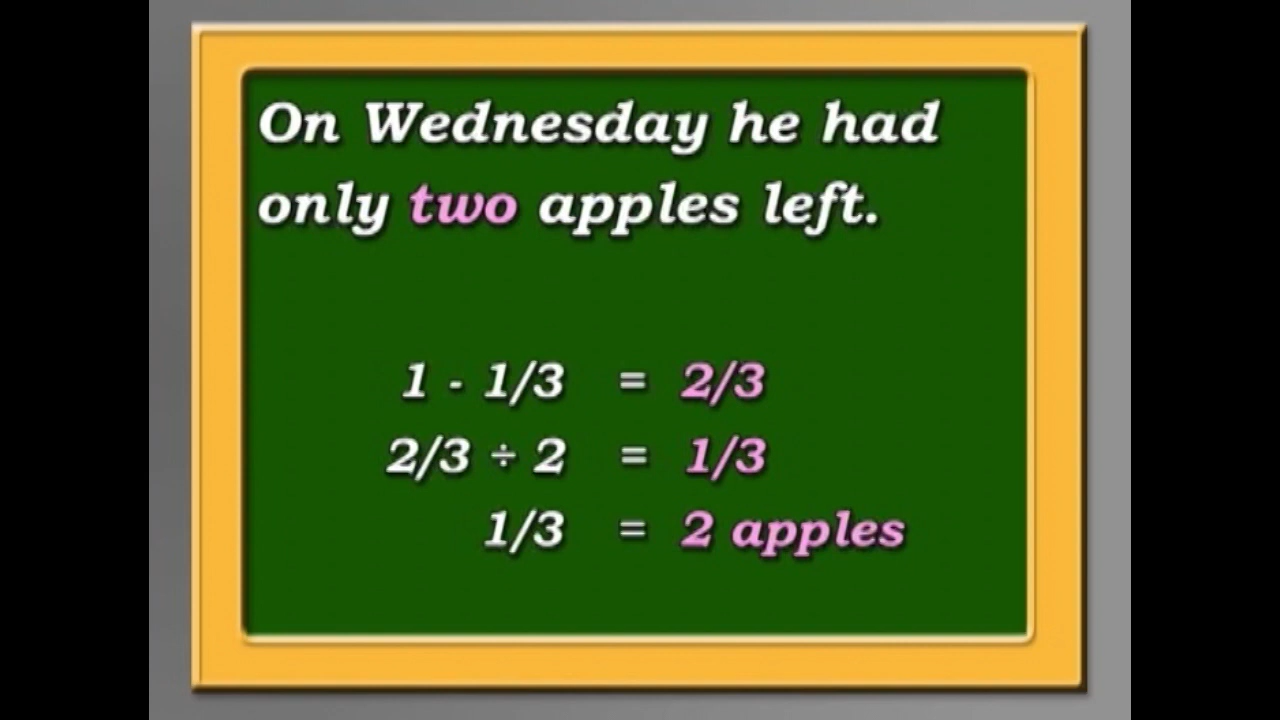 On Wednesday he had
only two apples left.
1 - 1/3 = 2/3
2/3 ÷ 2 = 1/3
1/3 = 2 apples